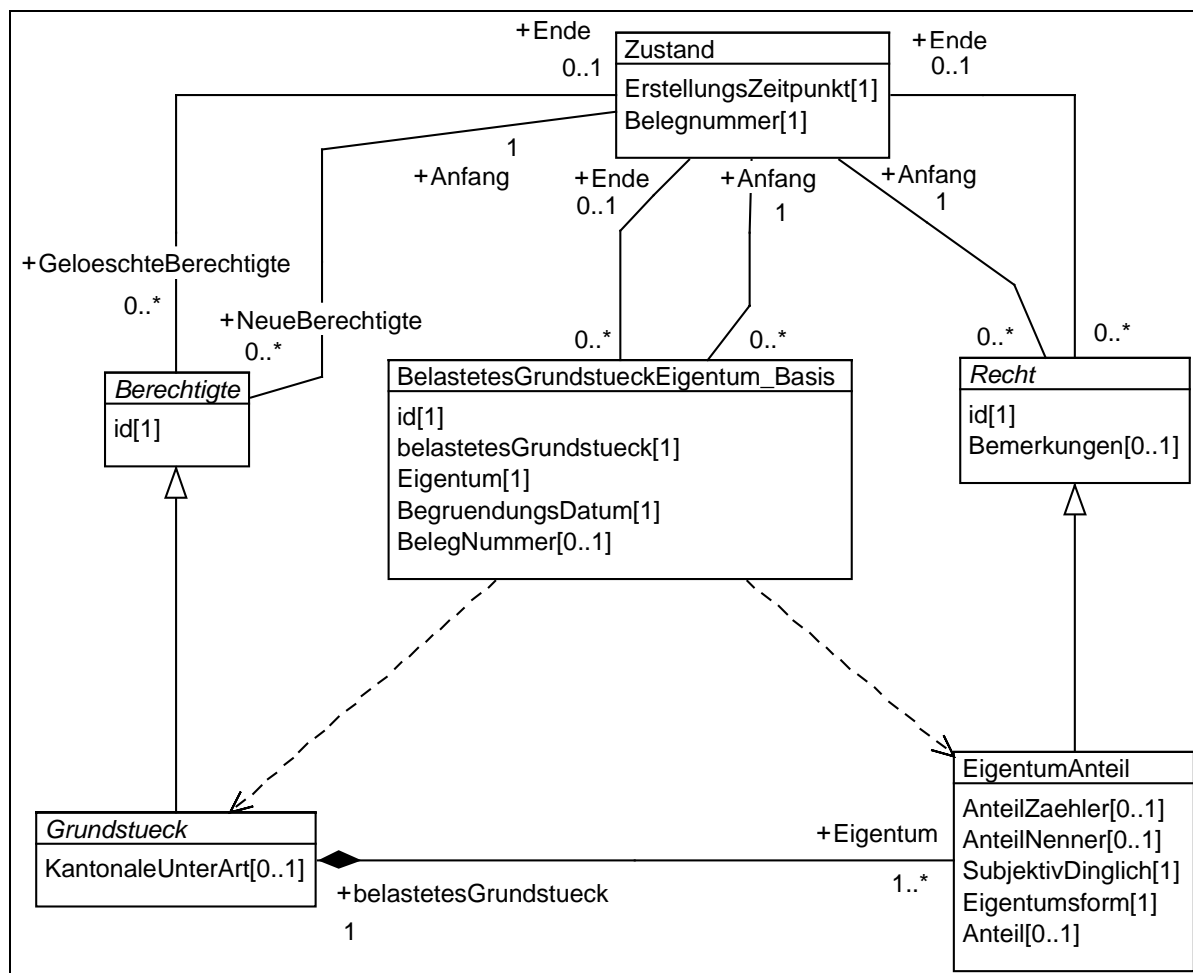 +Ende
0..1
Zustand
+Ende
0..1
ErstellungsZeitpunkt[1]
Belegnummer[1]
1
+Anfang
+Ende
0..1
+Anfang
1
+Anfang
1
+GeloeschteBerechtigte
0..*
+NeueBerechtigte
0..*
0..*
0..*
0..*
0..*
Berechtigte
id[1]
BelastetesGrundstueckEigentum_Basis
id[1]
belastetesGrundstueck[1]
Eigentum[1]
BegruendungsDatum[1]
BelegNummer[0..1]
Recht
id[1]
Bemerkungen[0..1]
Grundstueck
KantonaleUnterArt[0..1]
+belastetesGrundstueck
1
+Eigentum
1..*
EigentumAnteil
AnteilZaehler[0..1]
AnteilNenner[0..1]
SubjektivDinglich[1]
Eigentumsform[1]
Anteil[0..1]